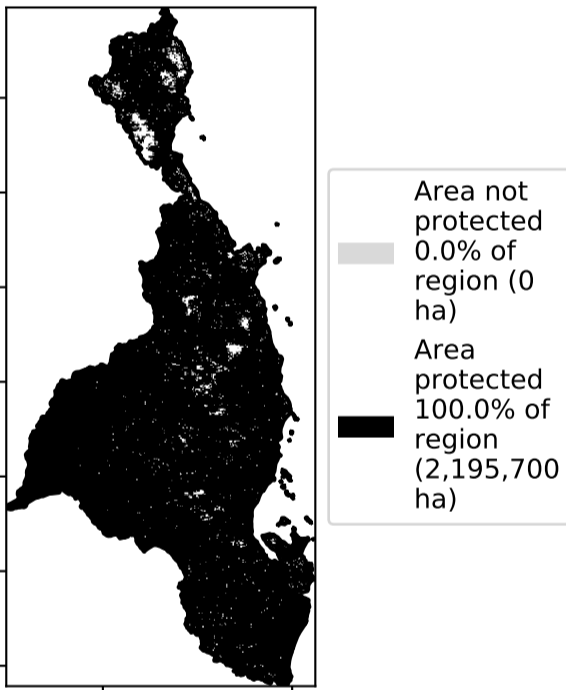 Area not
protected
0.0% of
region (0
ha)
Area
protected
100.0% of
region
(2,195,700
ha)